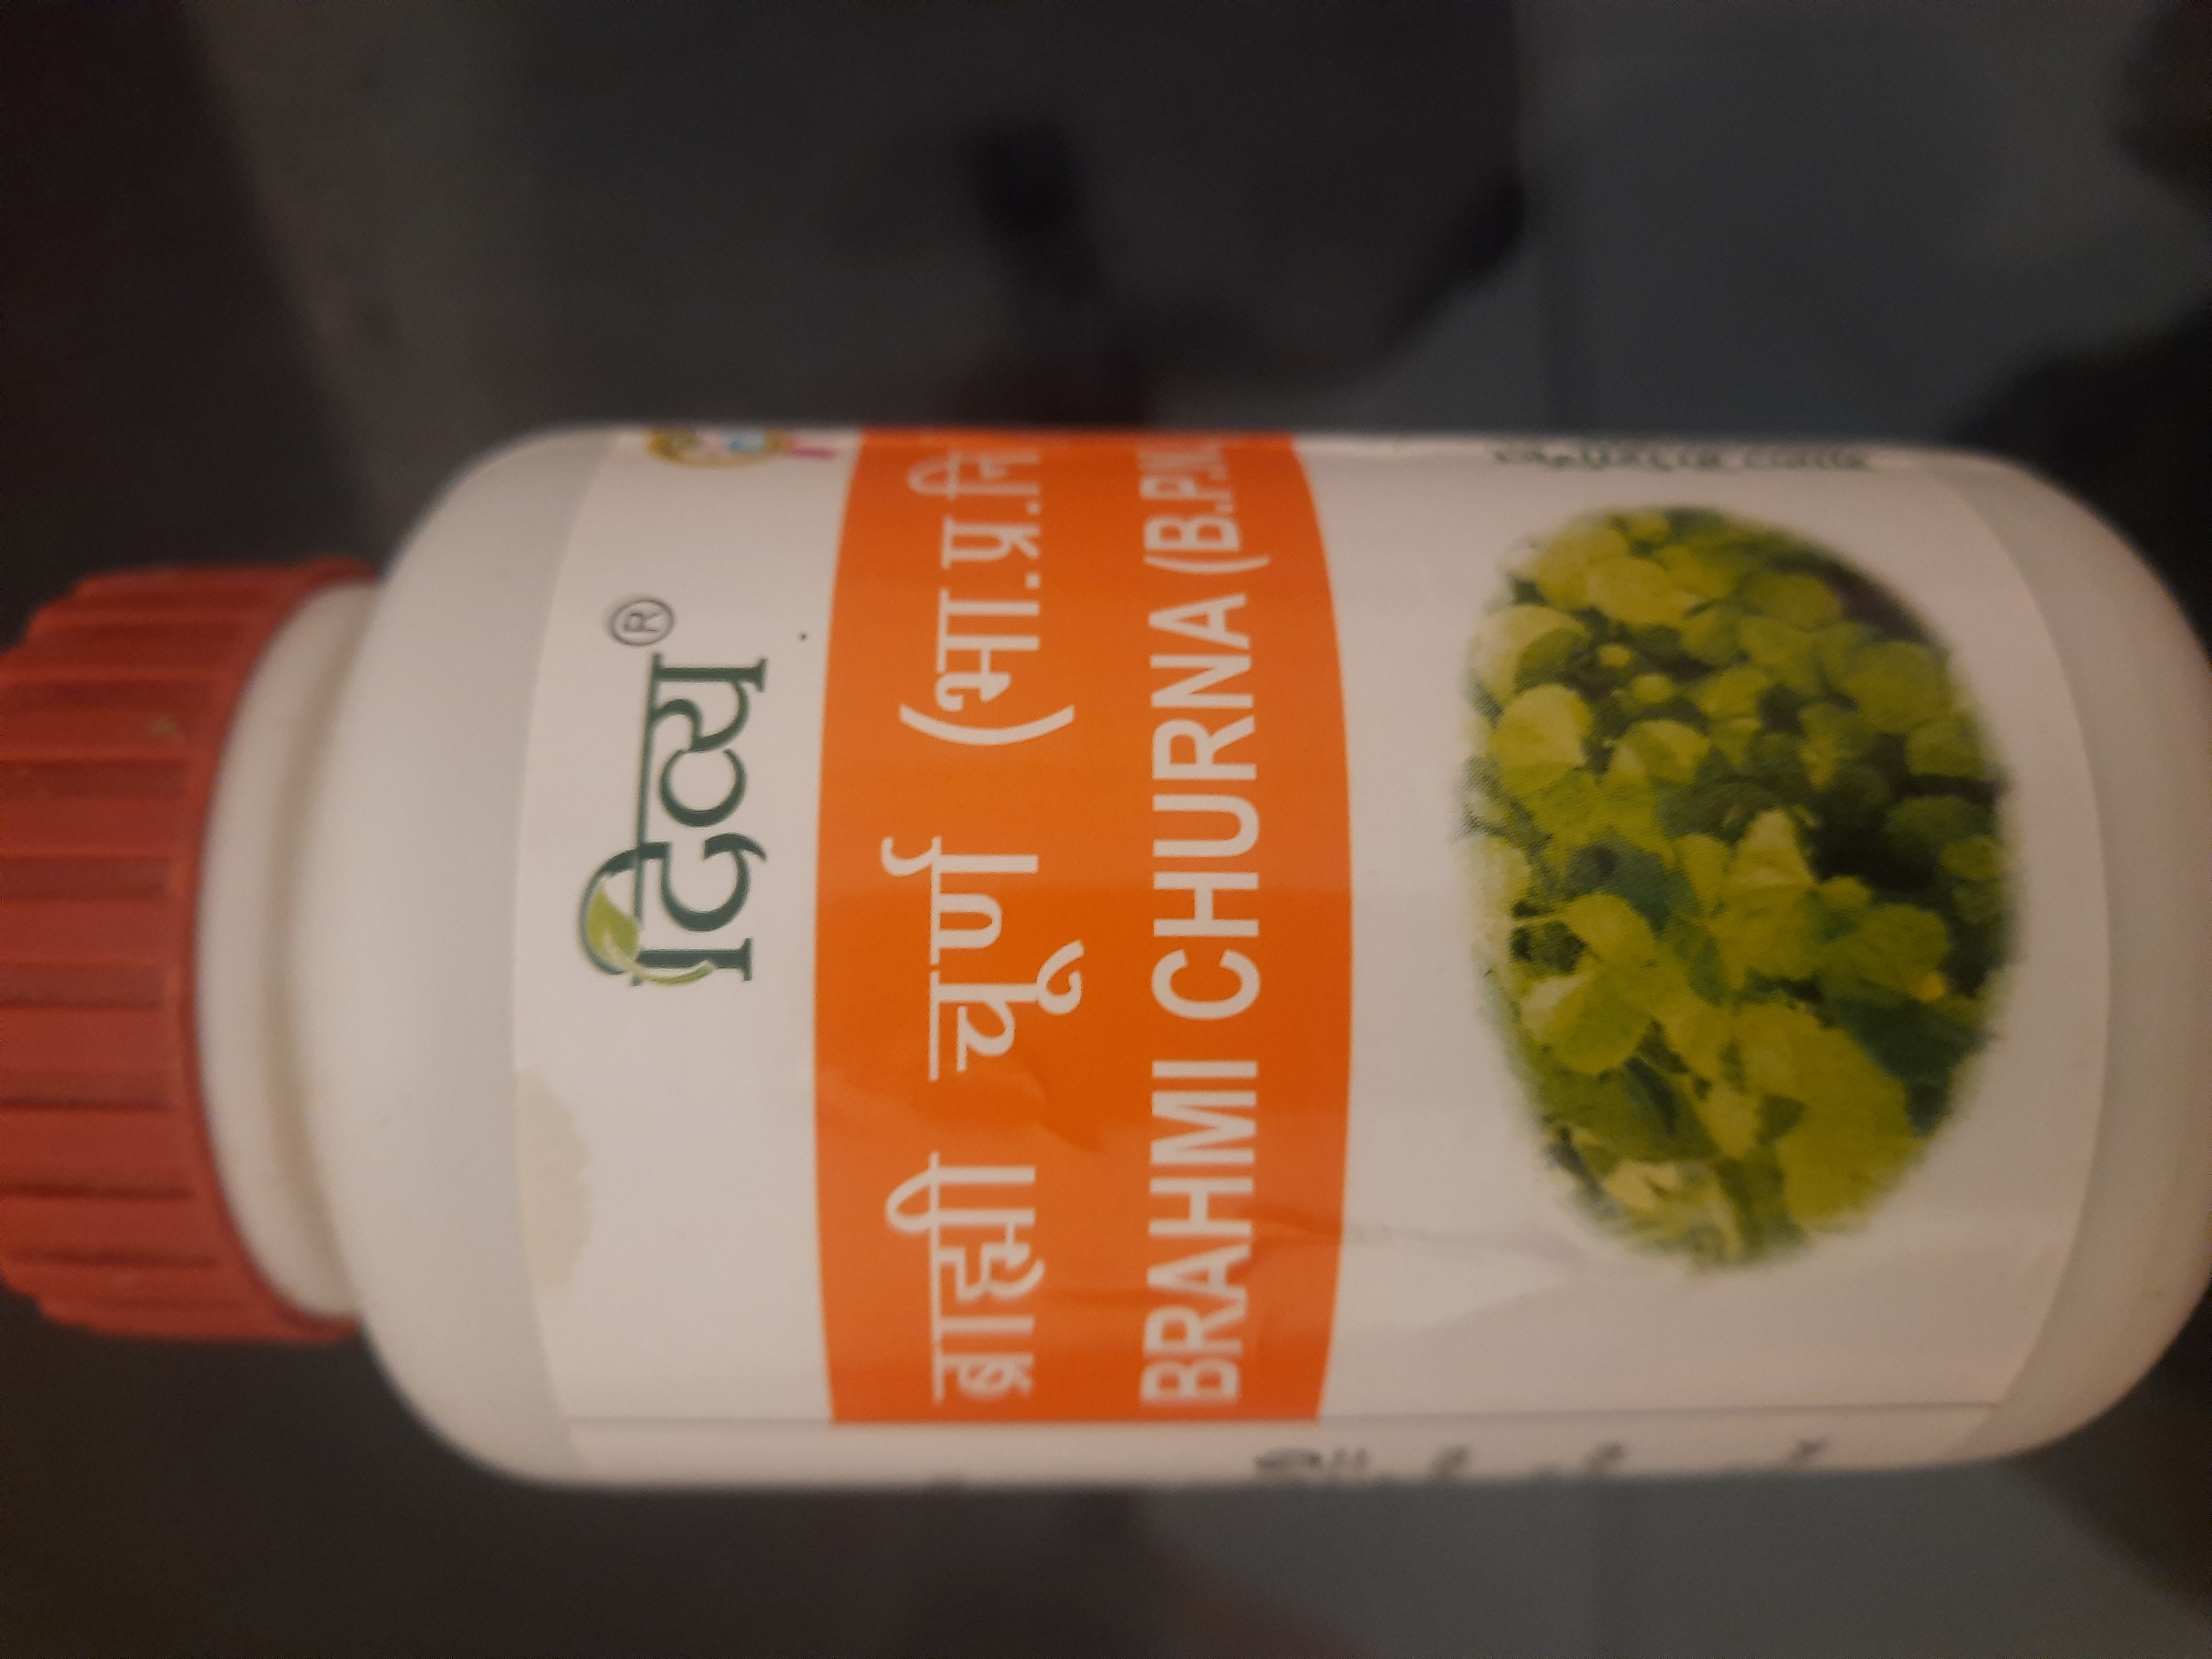 दिव्य®
ब्राह्मी चूर्ण (भा.प्र.नि
BRAHMI CHURNA (B.P.N.